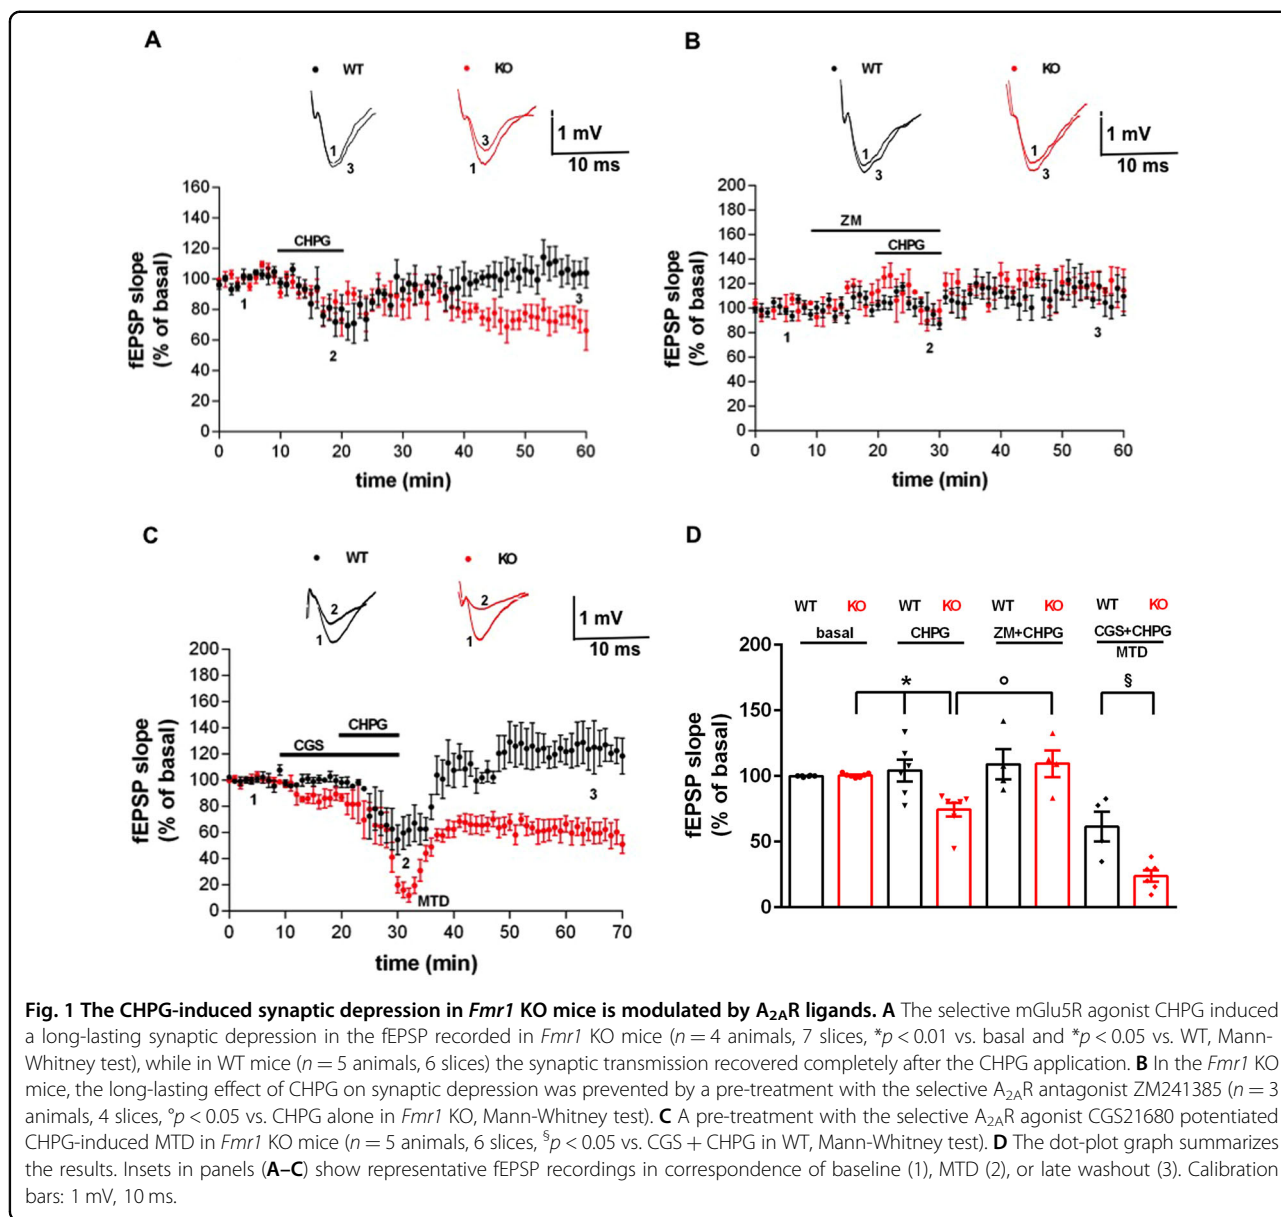 A
WT
KO
1
3
3
1
1 mV
10 ms
fEPSP slope
(% of basal)
160
140
120
100
80
60
40
20
0
CHPG
1
2
3
0 10 20 30 40 50 60
time (min)
B
WT
KO
1
3
1
3
1 mV
10 ms
fEPSP slope
(% of basal)
200
180
160
140
120
100
80
60
40
20
0
ZM
CHPG
1
2
3
0 10 20 30 40 50 60
time (min)
C
WT
KO
2
1
2
1
1 mV
10 ms
fEPSP slope
(% of basal)
200
180
160
140
120
100
80
60
40
20
0
CHPG
CGS
1
2
3
MTD
0 10 20 30 40 50 60 70
time (min)
D
WT KO WT KO WT KO WT KO
basal CHPG ZM+CHPG CGS+CHPG
MTD
fEPSP slope
(% of basal)
200
150
100
50
0
* ° §
Fig. 1 The CHPG-induced synaptic depression in Fmr1 KO mice is modulated by A2AR ligands. A The selective mGlu5R agonist CHPG induced
a long-lasting synaptic depression in the fEPSP recorded in Fmr1 KO mice (n = 4 animals, 7 slices, *p < 0.01 vs. basal and *p < 0.05 vs. WT, Mann-
Whitney test), while in WT mice (n = 5 animals, 6 slices) the synaptic transmission recovered completely after the CHPG application. B In the Fmr1 KO
mice, the long-lasting effect of CHPG on synaptic depression was prevented by a pre-treatment with the selective A2AR antagonist ZM241385 (n = 3
animals, 4 slices, °p < 0.05 vs. CHPG alone in Fmr1 KO, Mann-Whitney test). C A pre-treatment with the selective A2AR agonist CGS21680 potentiated
CHPG-induced MTD in Fmr1 KO mice (n = 5 animals, 6 slices, §p < 0.05 vs. CGS + CHPG in WT, Mann-Whitney test). D The dot-plot graph summarizes
the results. Insets in panels (A–C) show representative fEPSP recordings in correspondence of baseline (1), MTD (2), or late washout (3). Calibration
bars: 1 mV, 10 ms.